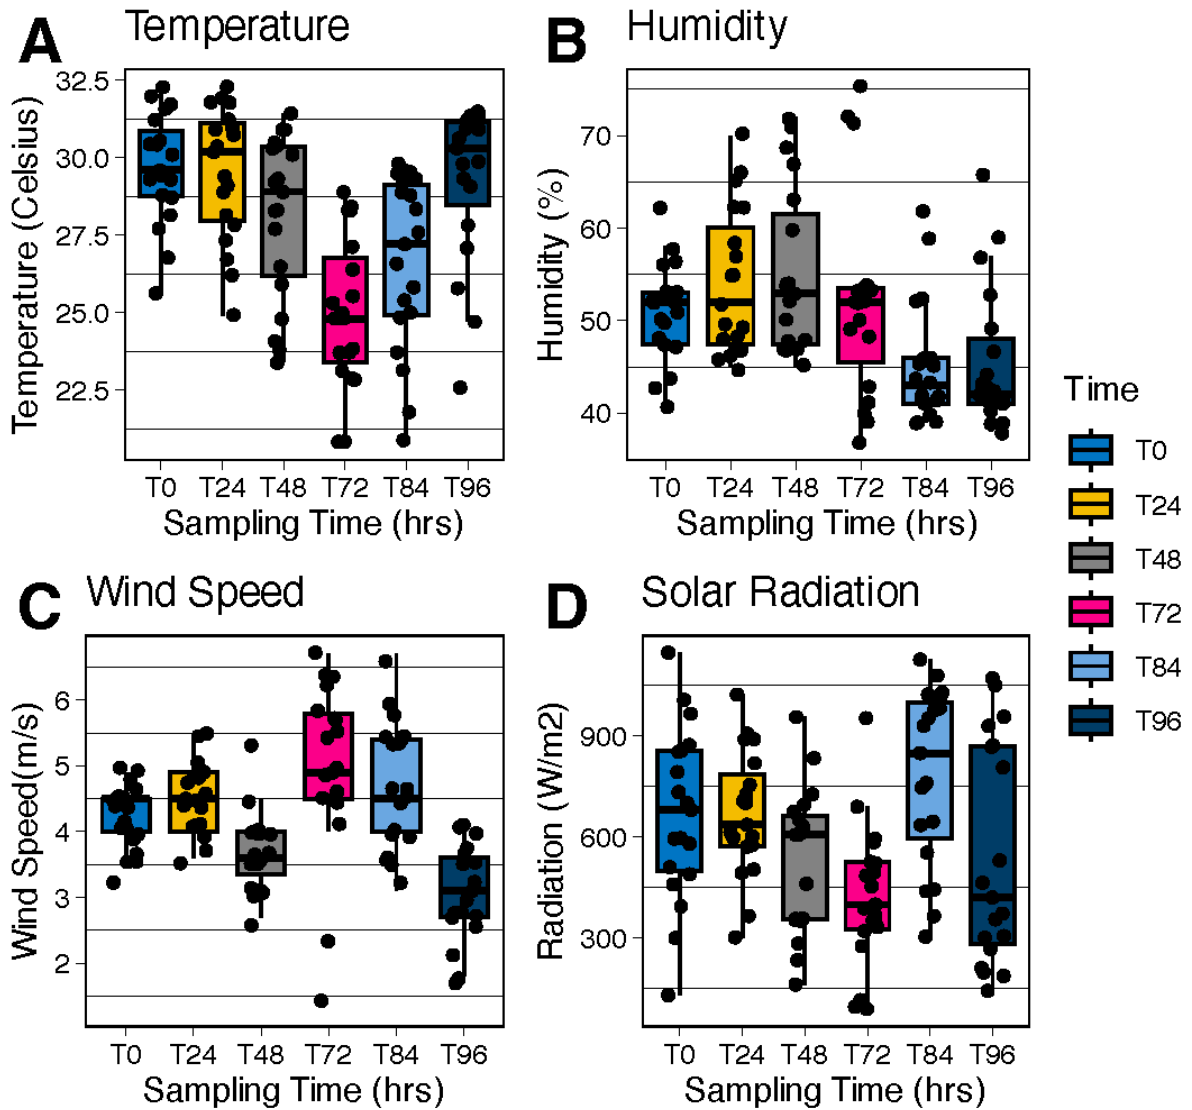 A Temperature
Temperature (Celsius)
32.5
30.0
27.5
25.0
22.5
T0 T24 T48 T72 T84 T96
Sampling Time (hrs)
B Humidity
Humidity (%)
70
60
50
40
T0 T24 T48 T72 T84 T96
Sampling Time (hrs)
C Wind Speed
Wind Speed(m/s)
6
5
4
3
2
T0 T24 T48 T72 T84 T96
Sampling Time (hrs)
D Solar Radiation
Radiation (W/m2)
900
600
300
T0 T24 T48 T72 T84 T96
Sampling Time (hrs)
Time
T0
T24
T48
T72
T84
T96